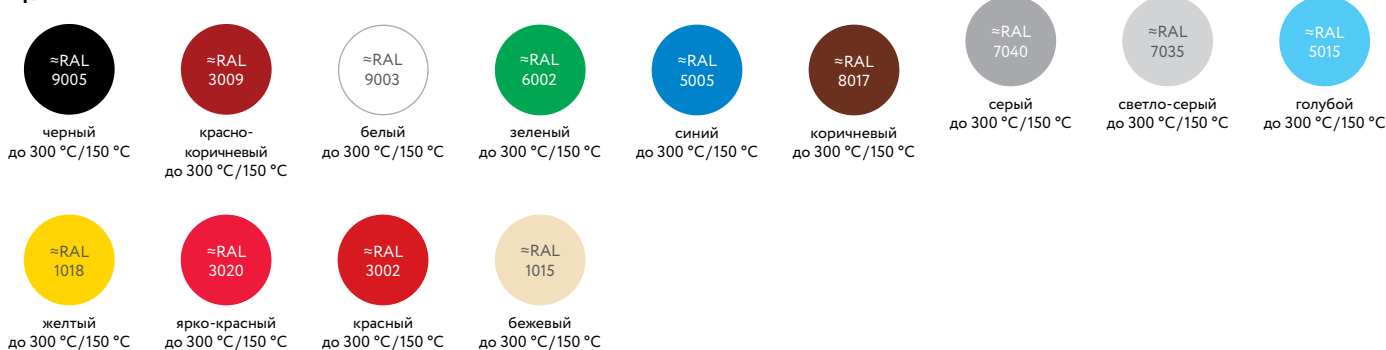 ≈RAL
9005
черный
до 300 °C/150 °C
≈RAL
3009
красно-
коричневый
до 300 °C/150 °C
≈RAL
9003
белый
до 300 °C/150 °C
≈RAL
6002
зеленый
до 300 °C/150 °C
≈RAL
5005
синий
до 300 °C/150 °C
≈RAL
8017
коричневый
до 300 °C/150 °C
≈RAL
7040
серый
до 300 °C/150 °C
≈RAL
7035
светло-серый
до 300 °C/150 °C
≈RAL
5015
голубой
до 300 °C/150 °C
≈RAL
1018
желтый
до 300 °C/150 °C
≈RAL
3020
ярко-красный
до 300 °C/150 °C
≈RAL
3002
красный
до 300 °C/150 °C
≈RAL
1015
бежевый
до 300 °C/150 °C